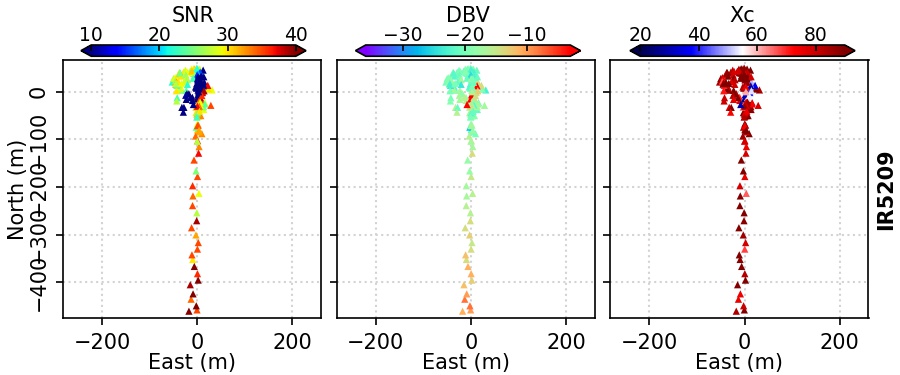 SNR DBV Xc
10 20 30 40 −30 −20 −10 20 40 60 80
North (m)
0
−100
−200
−300
−400
IR5209
−200 0 200 −200 0 200 −200 0 200
East (m) East (m) East (m)